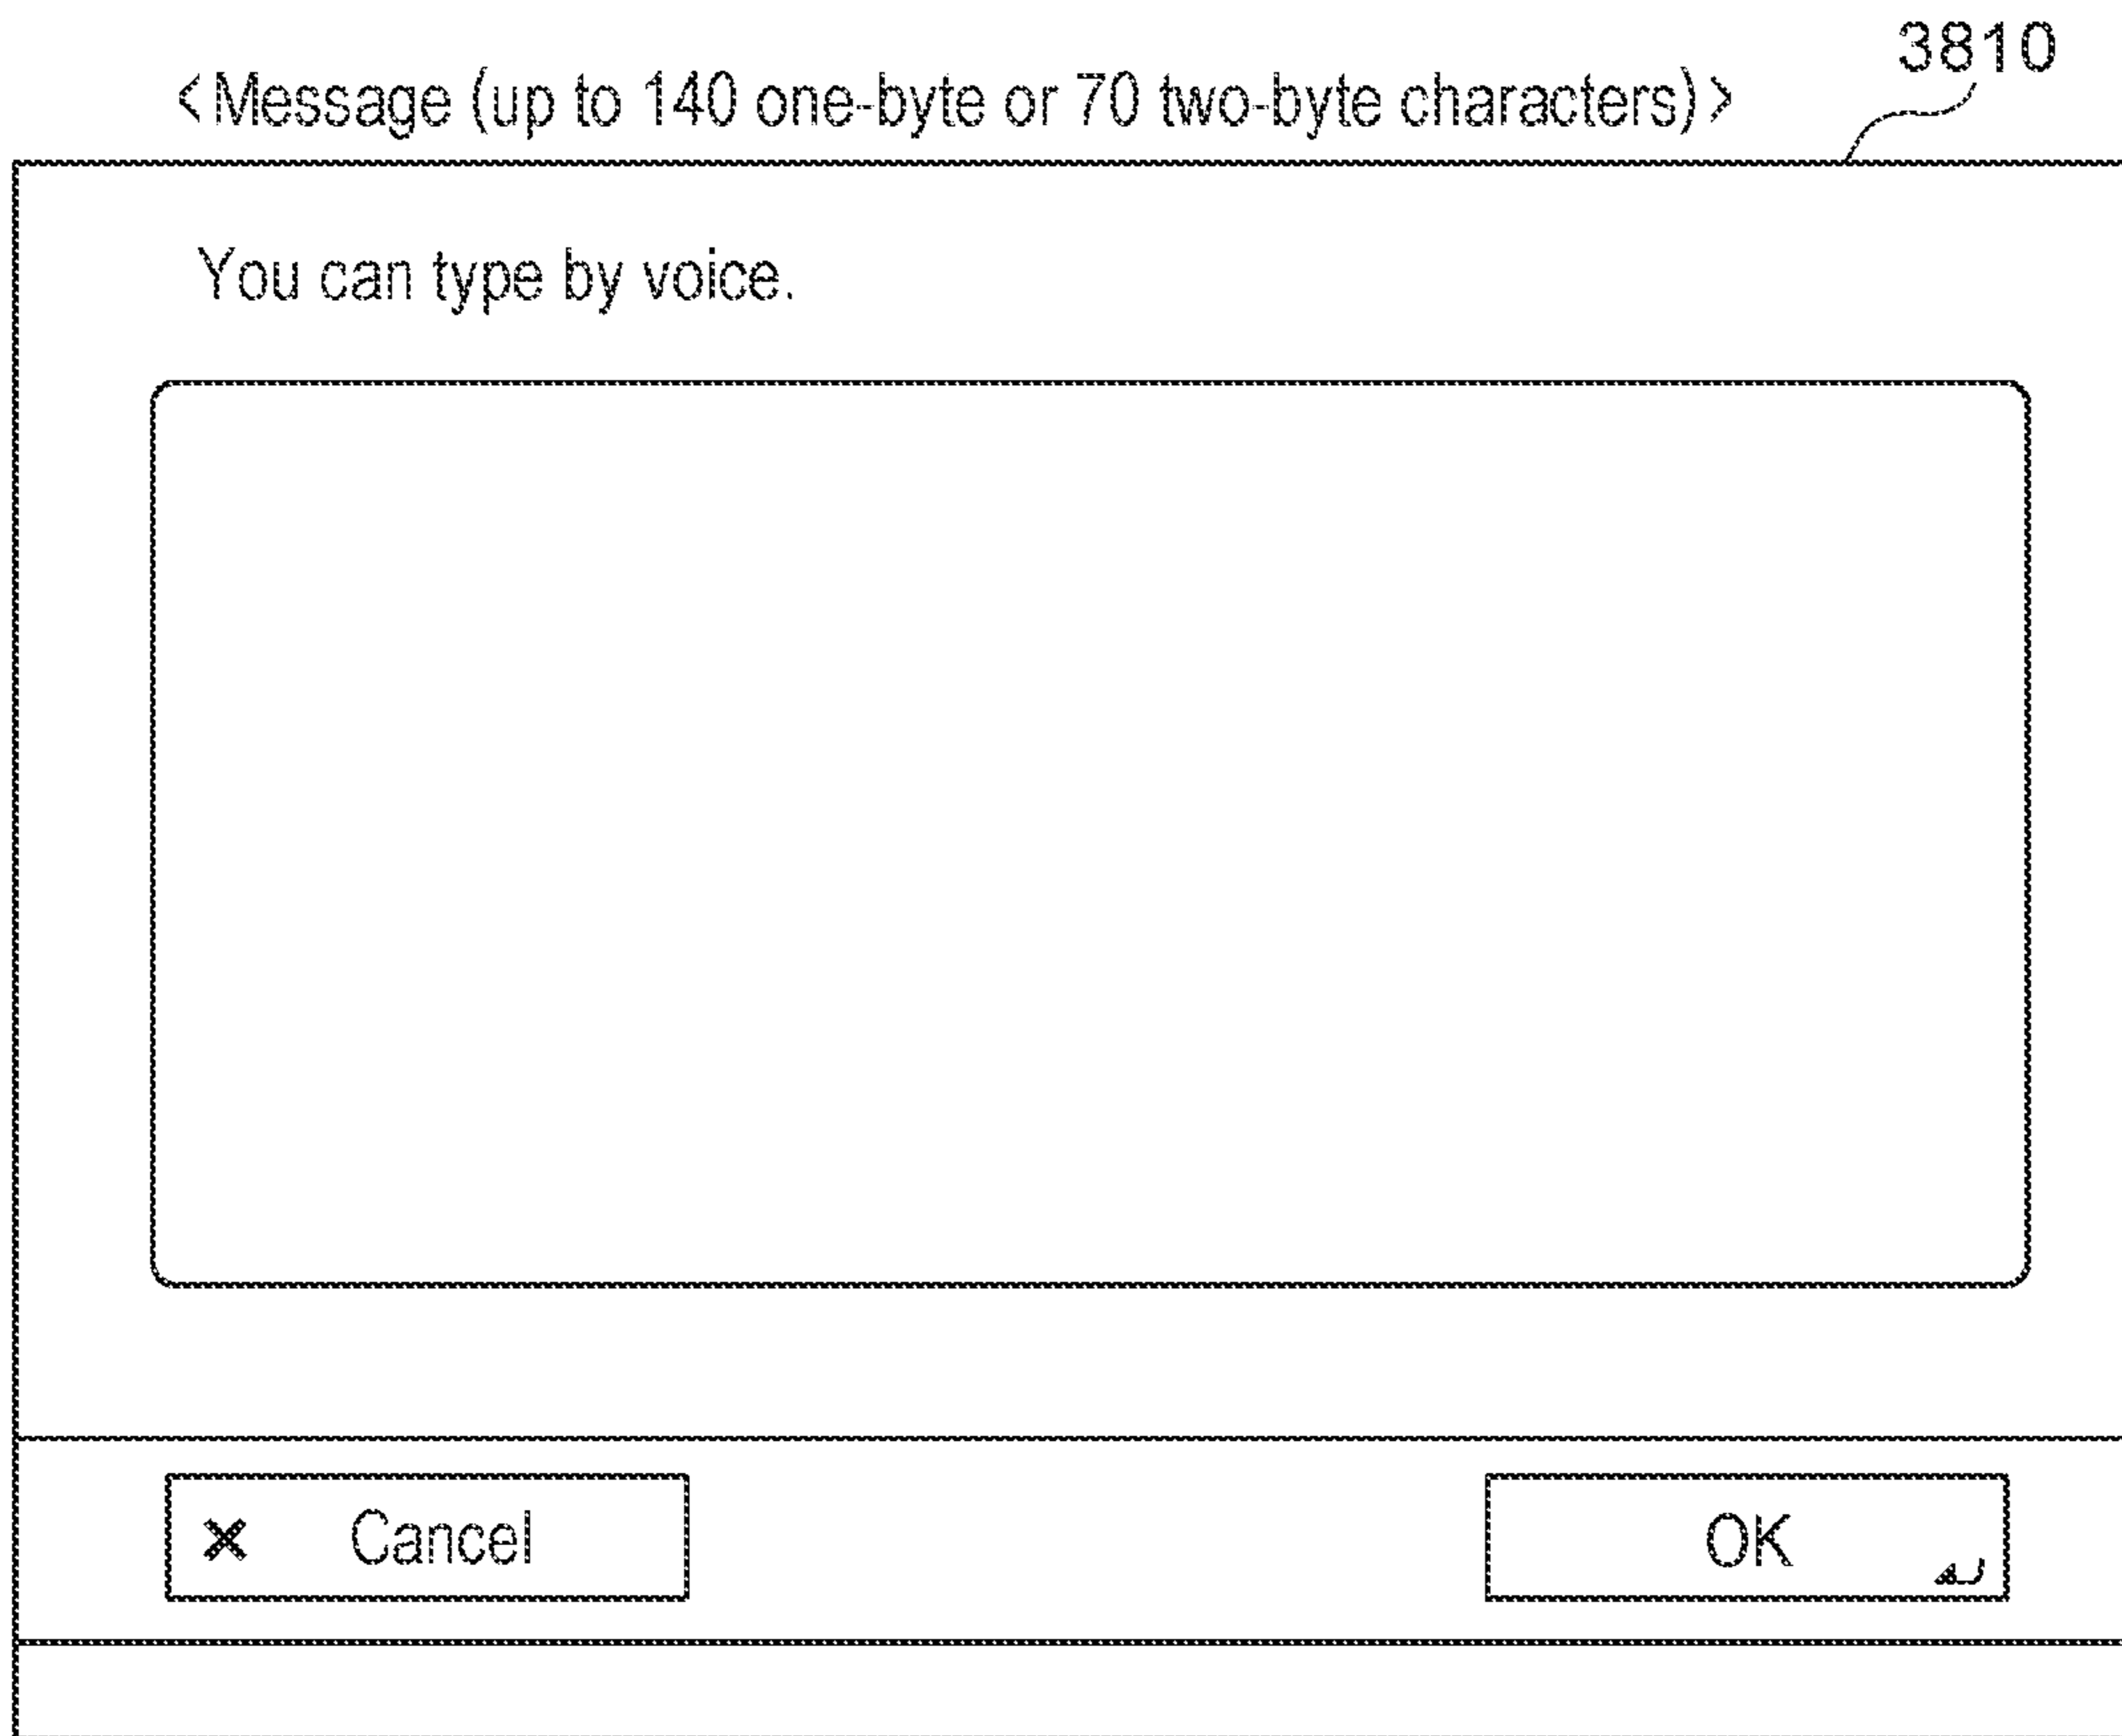 3810
<Message (up to 140 one-byte or 70 two-byte characters)>
You can type by voice.
× Cancel
OK